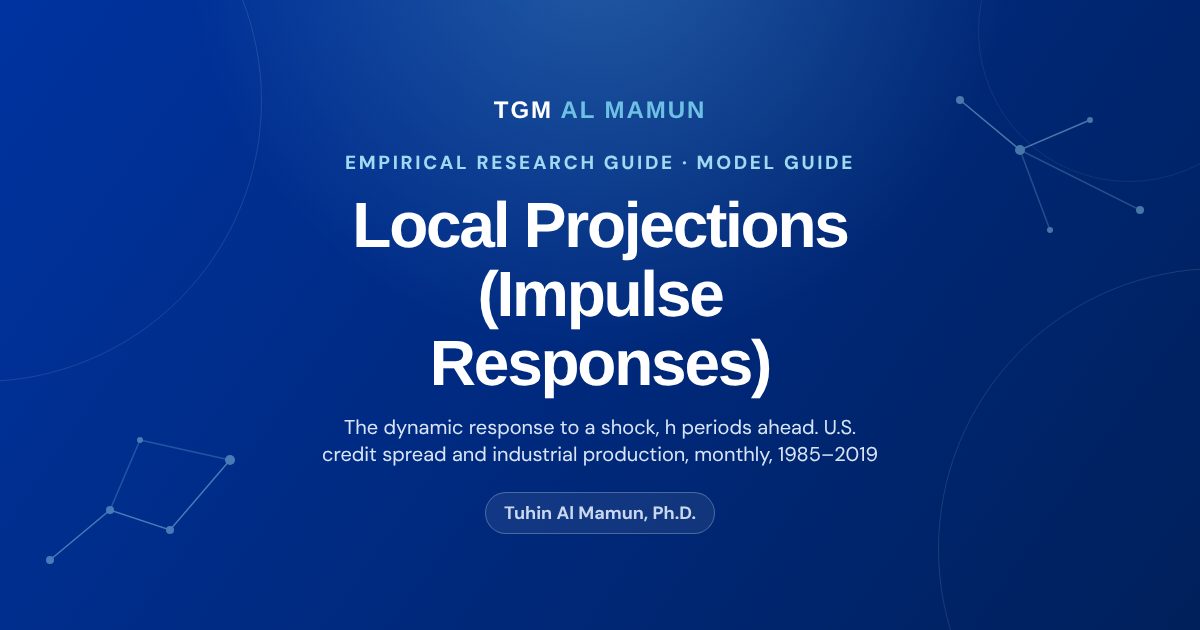 TGM AL MAMUN
EMPIRICAL RESEARCH GUIDE · MODEL GUIDE
Local Projections
(Impulse
Responses)
The dynamic response to a shock, h periods ahead. U.S.
credit spread and industrial production, monthly, 1985–2019
Tuhin Al Mamun, Ph.D.